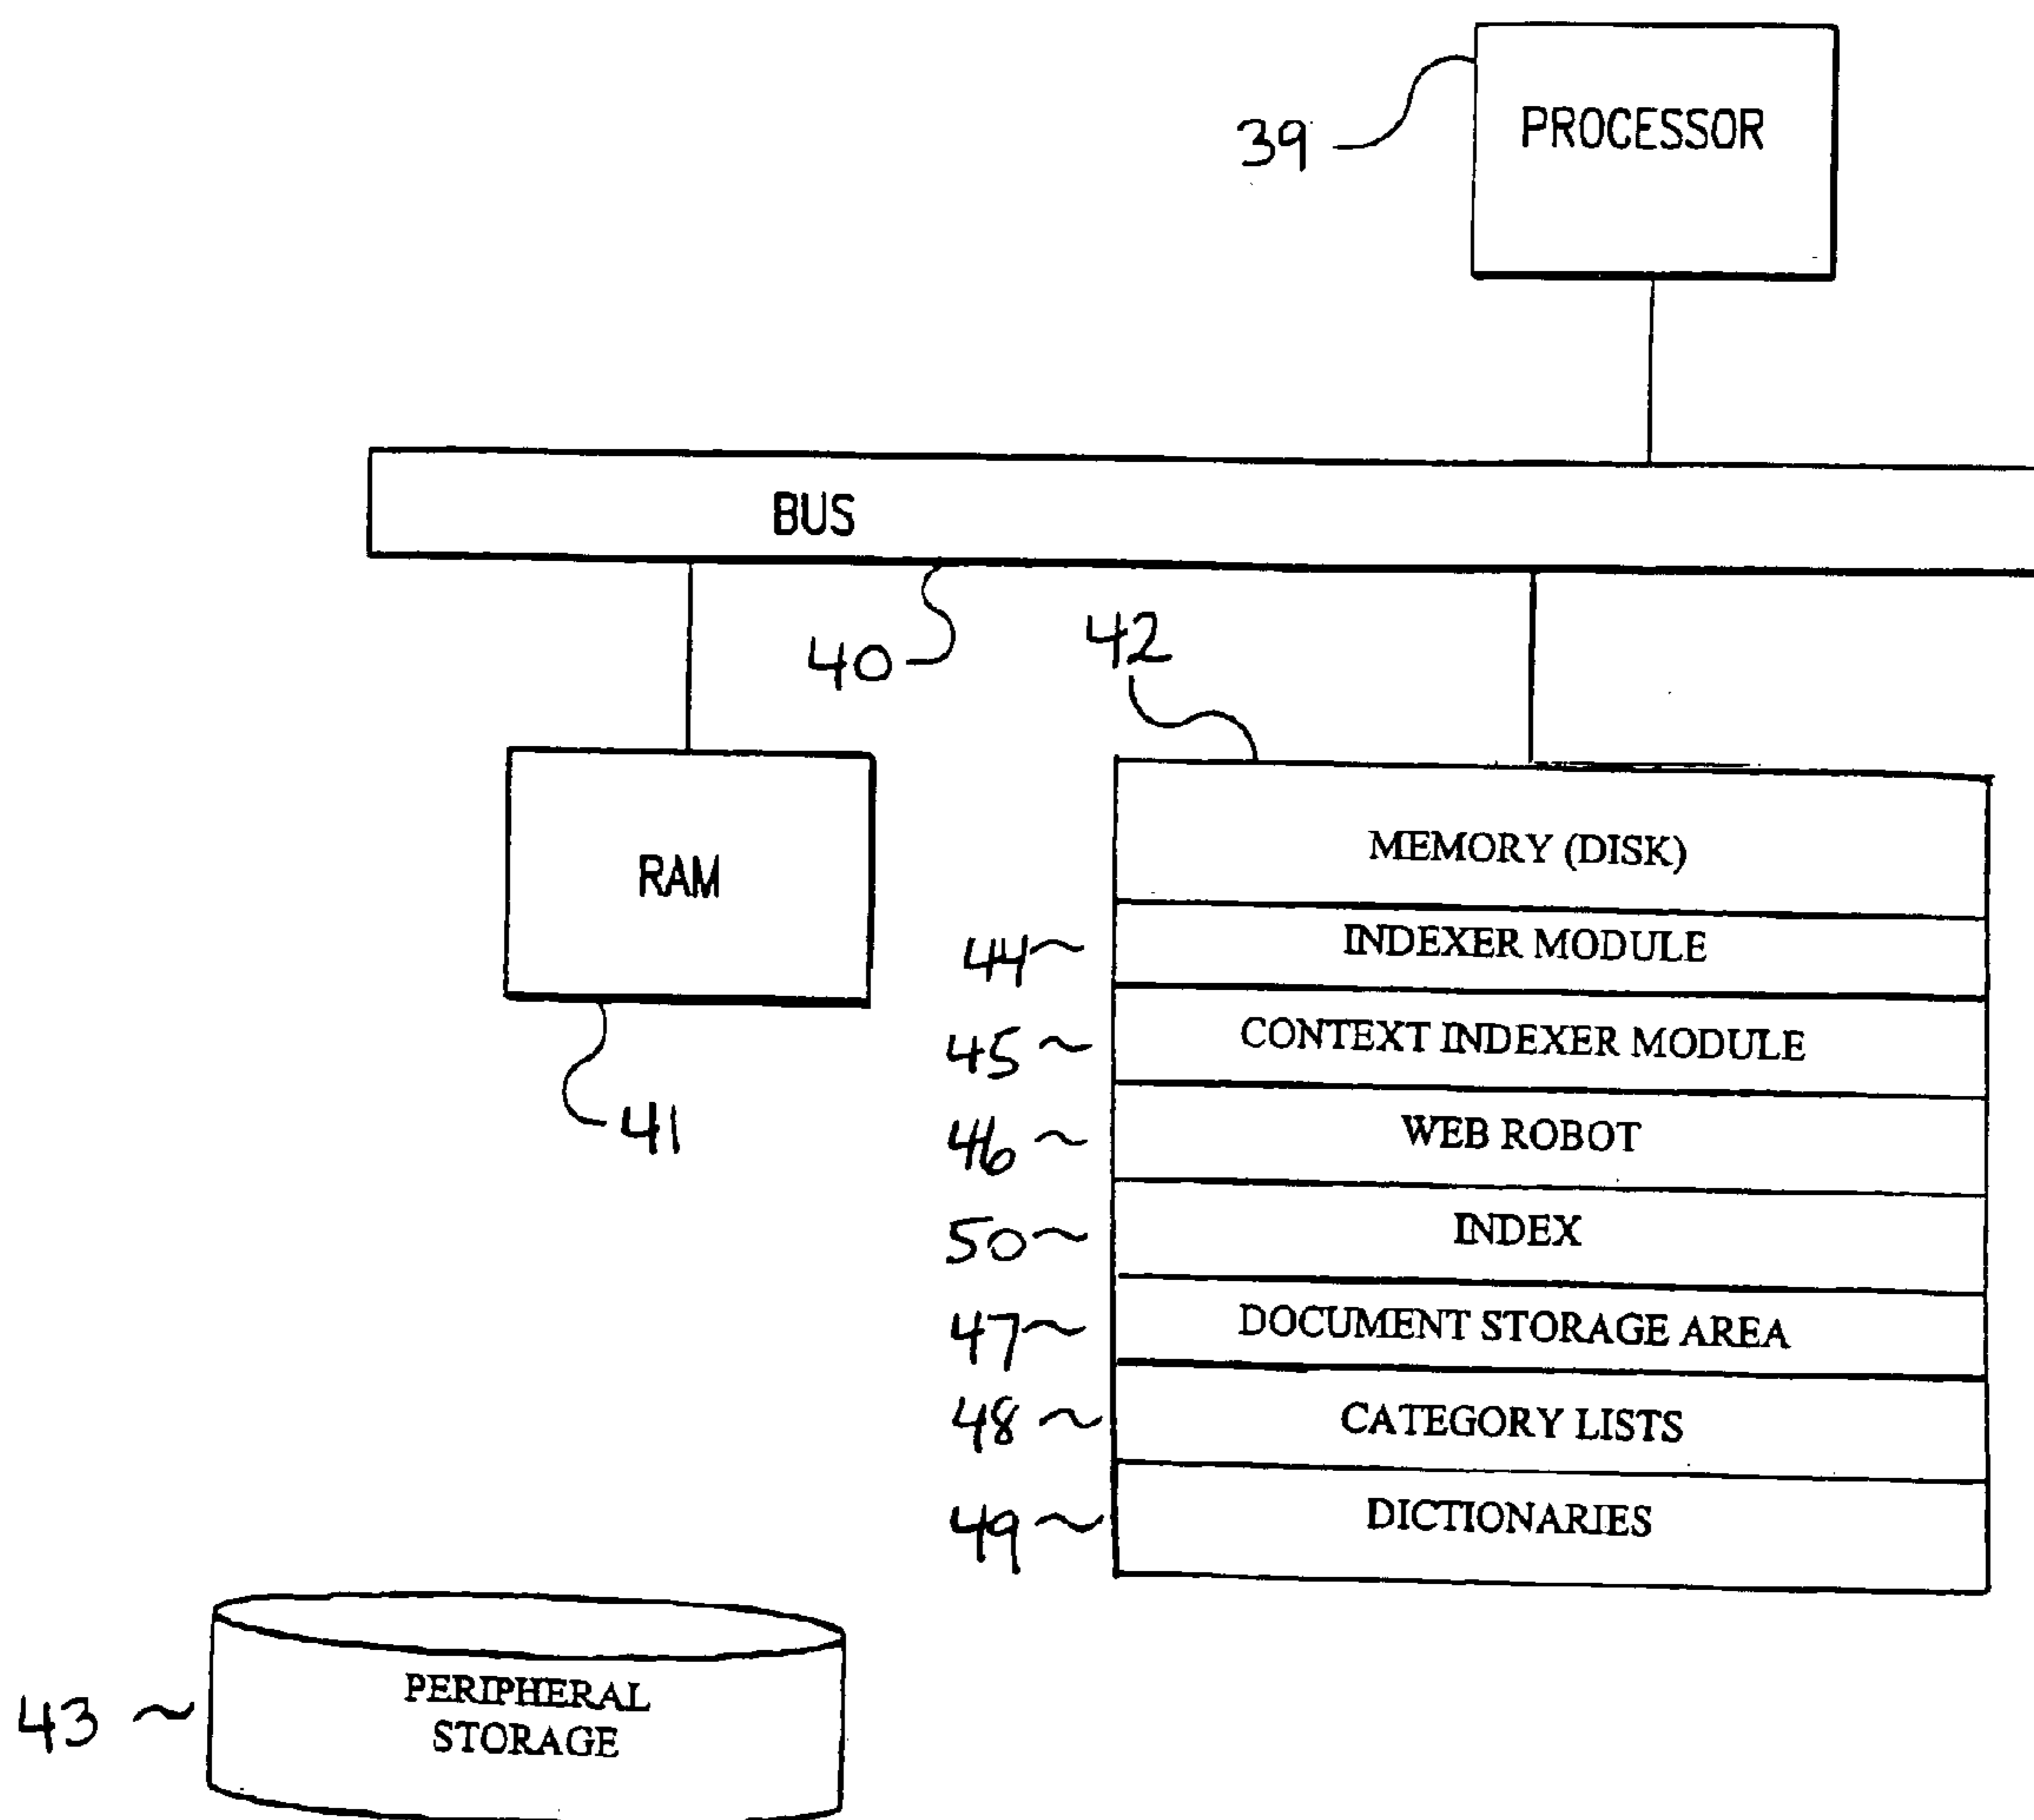 39
PROCESSOR
BUS
40
42
RAM
41
MEMORY (DISK)
44 INDEXER MODULE
45 CONTEXT INDEXER MODULE
46 WEB ROBOT
50 INDEX
47 DOCUMENT STORAGE AREA
48 CATEGORY LISTS
49 DICTIONARIES
43
PERIPHERAL
STORAGE